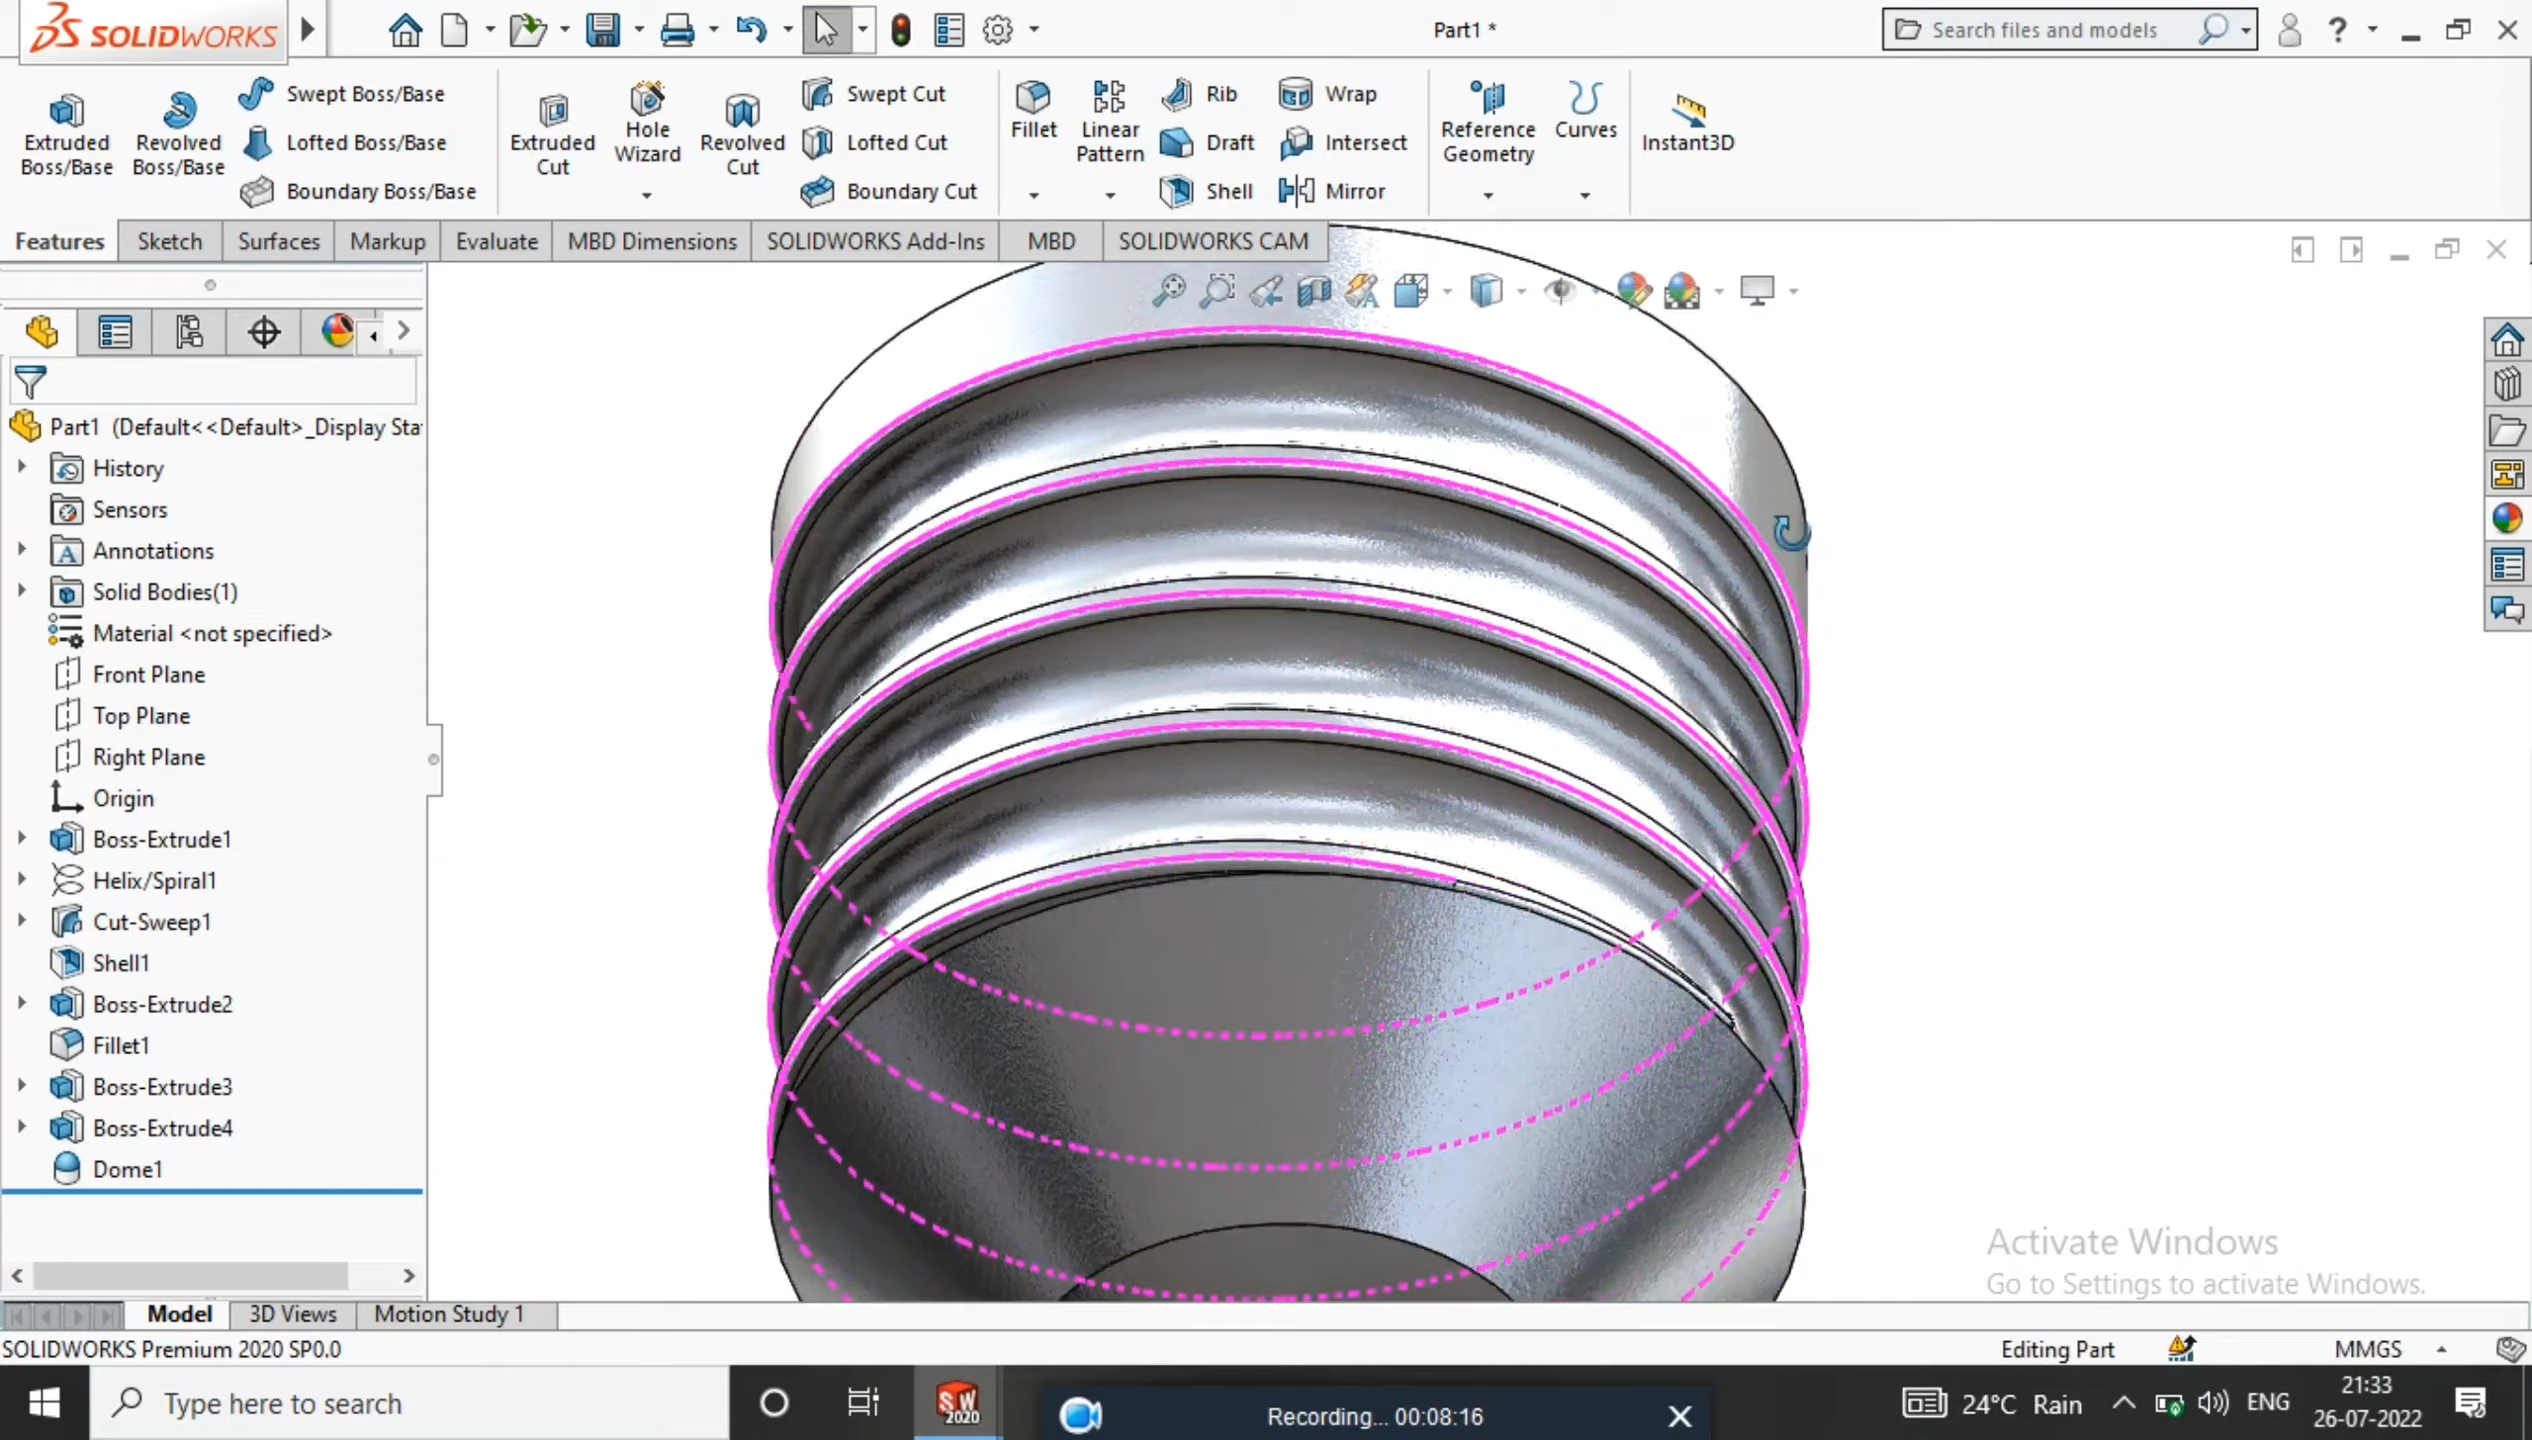 SOLIDWORKS
Part1 *
Search files and models
Extruded Boss/Base
Revolved Boss/Base
Swept Boss/Base
Lofted Boss/Base
Boundary Boss/Base
Extruded Cut
Hole Wizard
Revolved Cut
Swept Cut
Lofted Cut
Boundary Cut
Fillet
Linear Pattern
Rib
Draft
Shell
Wrap
Intersect
Mirror
Reference Geometry
Curves
Instant3D
Features
Sketch
Surfaces
Markup
Evaluate
MBD Dimensions
SOLIDWORKS Add-Ins
MBD
SOLIDWORKS CAM
Part1 (Default<<Default>_Display Sta
History
Sensors
Annotations
Solid Bodies(1)
Material <not specified>
Front Plane
Top Plane
Right Plane
Origin
Boss-Extrude1
Helix/Spiral1
Cut-Sweep1
Shell1
Boss-Extrude2
Fillet1
Boss-Extrude3
Boss-Extrude4
Dome1
Activate Windows
Go to Settings to activate Windows.
Model
3D Views
Motion Study 1
SOLIDWORKS Premium 2020 SP0.0
Editing Part
MMGS
Type here to search
SW 2020
Recording... 00:08:16
24°C Rain
ENG
21:33
26-07-2022